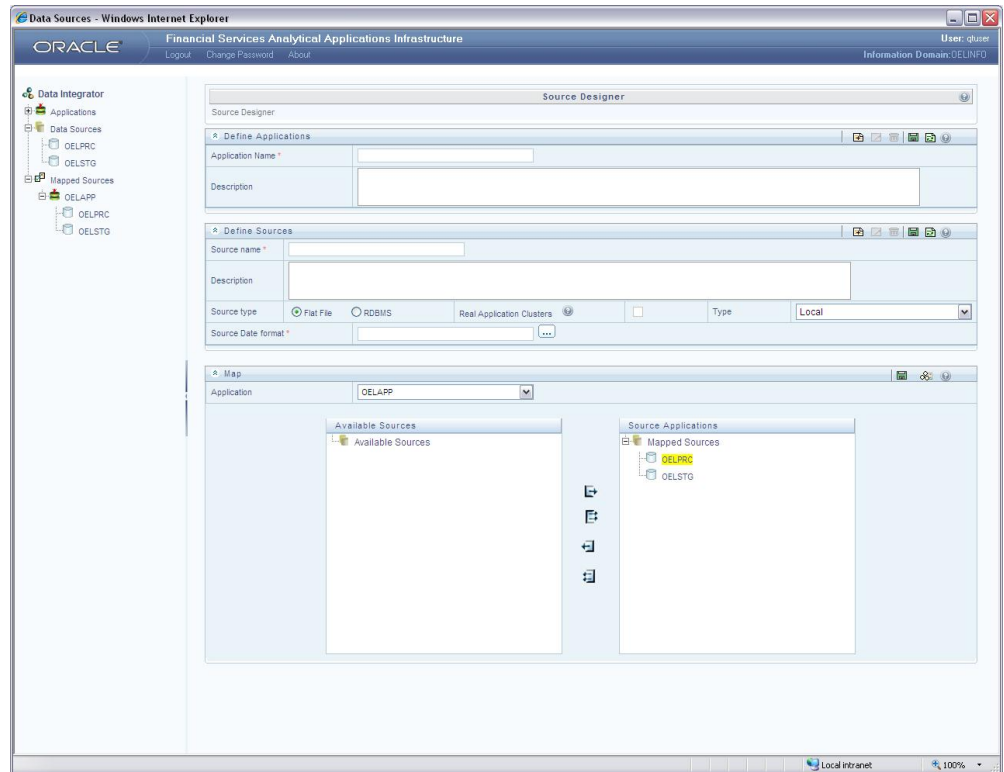 Data Sources - Windows Internet Explorer
ORACLE
Financial Services Analytical Applications Infrastructure
User: qtuser
Logout Change Password About
Information Domain:OELINFO
Data Integrator
Applications
Data Sources
OELPRC
OELSTG
Mapped Sources
OELAPP
OELPRC
OELSTG
Source Designer
Source Designer
Define Applications
Application Name *
Description
Define Sources
Source name *
Description
Source type Flat File RDBMS Real Application Clusters Type Local
Source Date format * ...
Map
Application OELAPP
Available Sources
Available Sources
Source Applications
Mapped Sources
OELPRC
OELSTG
Local intranet 100%